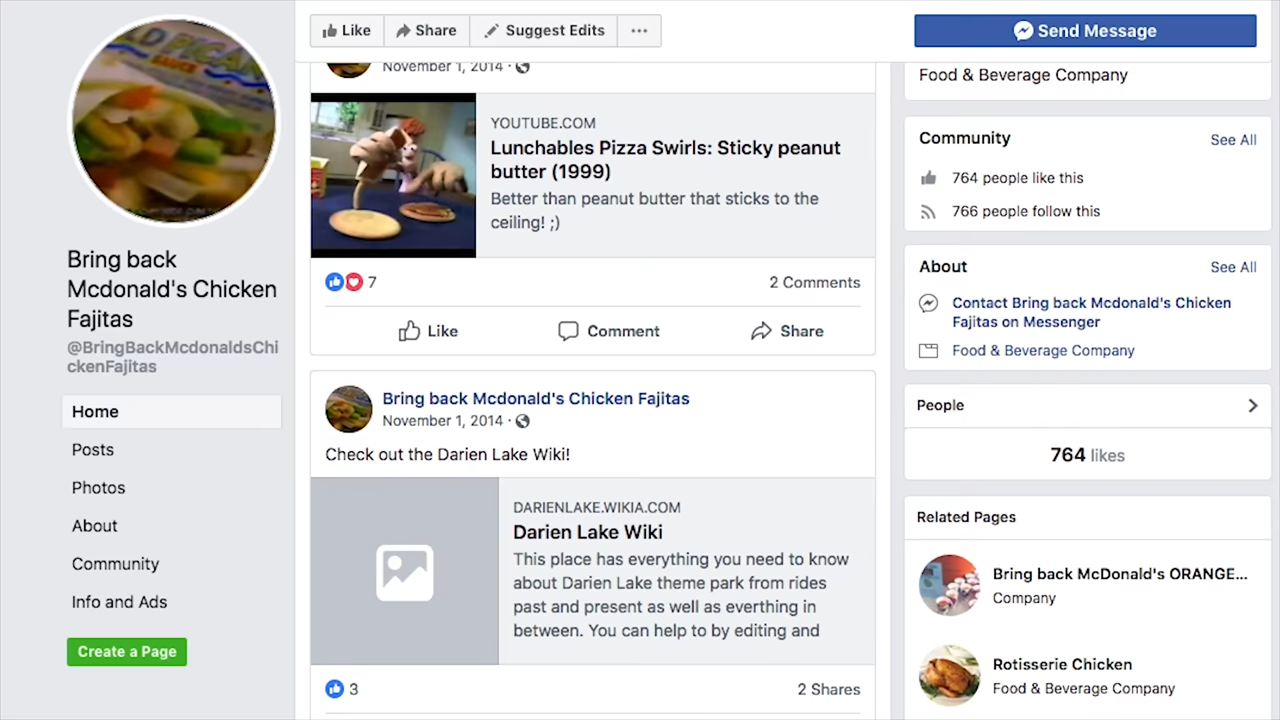 Like
Share
Suggest Edits
Send Message
Bring back
Mcdonald's Chicken
Fajitas
@BringBackMcdonaldsChi
ckenFajitas
Home
Posts
Photos
About
Community
Info and Ads
Create a Page
November 1, 2014 ·
YOUTUBE.COM
Lunchables Pizza Swirls: Sticky peanut
butter (1999)
Better than peanut butter that sticks to the
ceiling! ;)
7
2 Comments
Like
Comment
Share
Bring back Mcdonald's Chicken Fajitas
November 1, 2014 ·
Check out the Darien Lake Wiki!
DARIENLAKE.WIKIA.COM
Darien Lake Wiki
This place has everything you need to know
about Darien Lake theme park from rides
past and present as well as everthing in
between. You can help to by editing and
3
2 Shares
Food & Beverage Company
Community
See All
764 people like this
766 people follow this
About
See All
Contact Bring back Mcdonald's Chicken
Fajitas on Messenger
Food & Beverage Company
People
764 likes
Related Pages
Bring back McDonald's ORANGE...
Company
Rotisserie Chicken
Food & Beverage Company